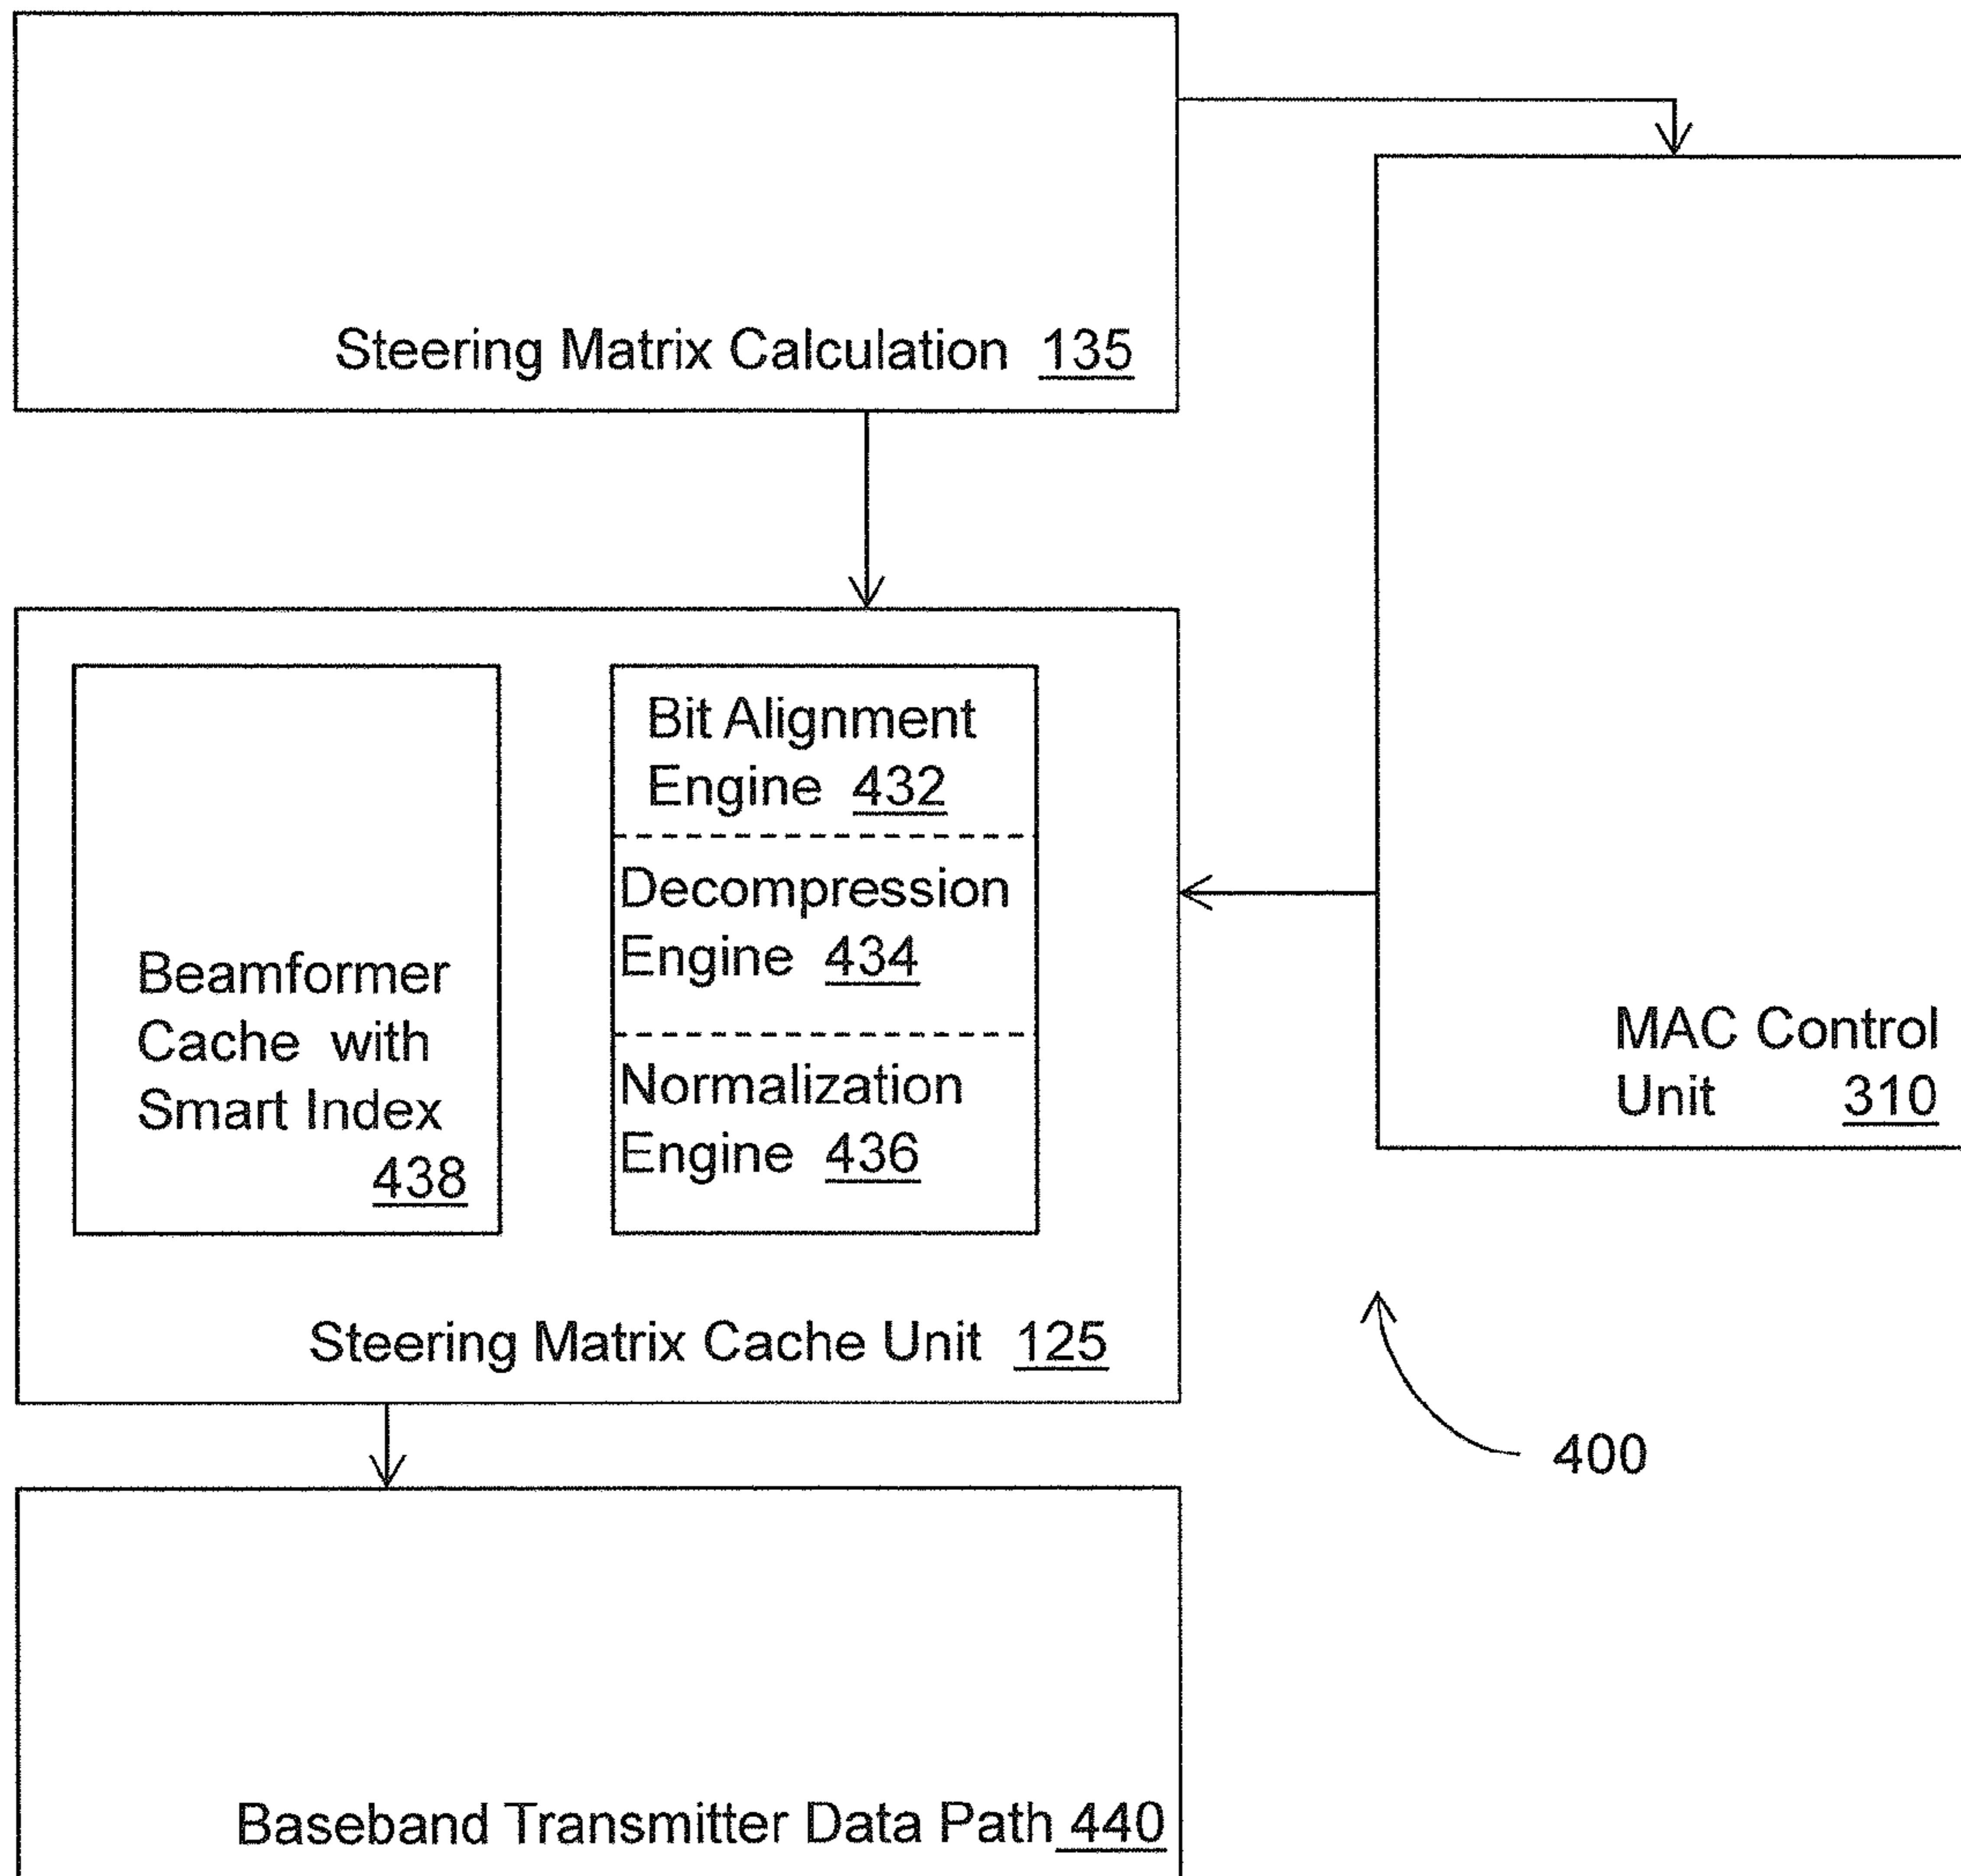 Steering Matrix Calculation 135
Bit Alignment
Engine 432
Decompression
Engine 434
Normalization
Engine 436
Beamformer
Cache with
Smart Index
438
Steering Matrix Cache Unit 125
MAC Control
Unit 310
400
Baseband Transmitter Data Path 440